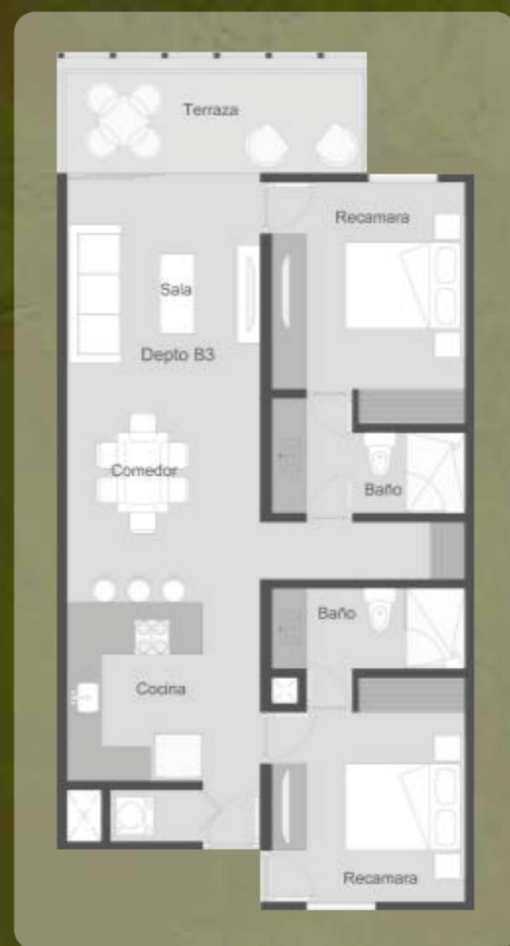 Terraza
Recamara
Sala
Depto B3
Comedor
Baño
Baño
Cocina
Recamara